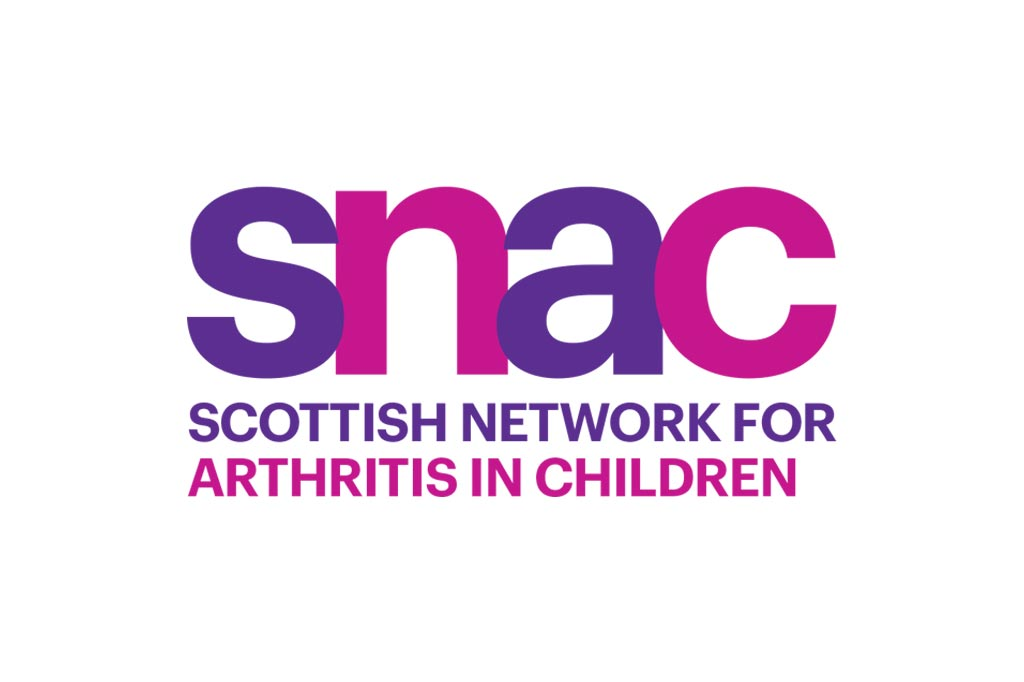 snac
SCOTTISH NETWORK FOR
ARTHRITIS IN CHILDREN